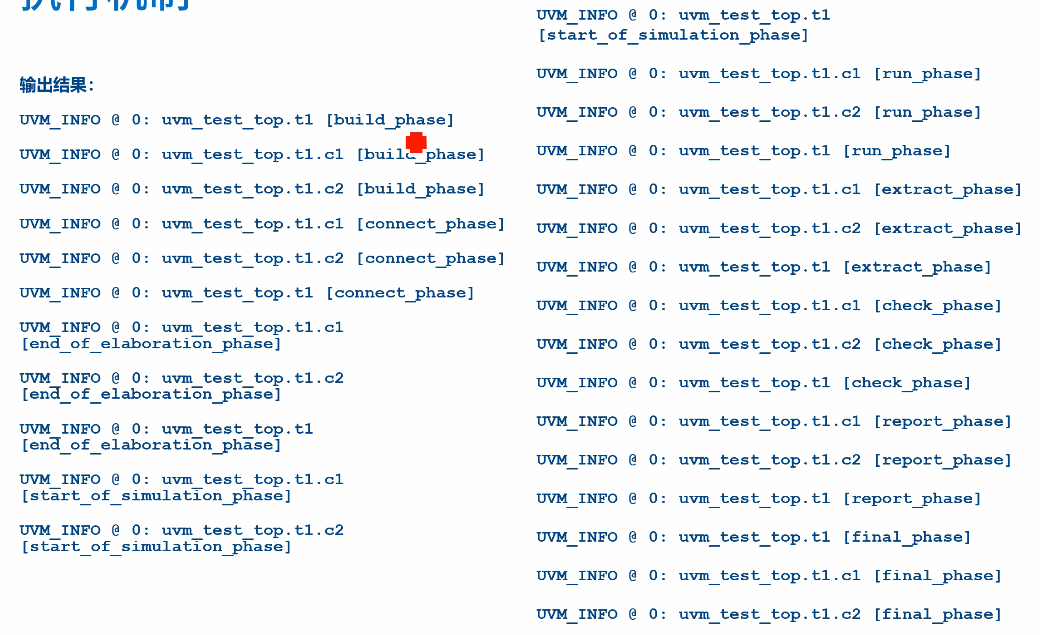 执行机制
输出结果：
UVM_INFO @ 0: uvm_test_top.t1 [build_phase]
UVM_INFO @ 0: uvm_test_top.t1.c1 [build_phase]
UVM_INFO @ 0: uvm_test_top.t1.c2 [build_phase]
UVM_INFO @ 0: uvm_test_top.t1.c1 [connect_phase]
UVM_INFO @ 0: uvm_test_top.t1.c2 [connect_phase]
UVM_INFO @ 0: uvm_test_top.t1 [connect_phase]
UVM_INFO @ 0: uvm_test_top.t1.c1
[end_of_elaboration_phase]
UVM_INFO @ 0: uvm_test_top.t1.c2
[end_of_elaboration_phase]
UVM_INFO @ 0: uvm_test_top.t1
[end_of_elaboration_phase]
UVM_INFO @ 0: uvm_test_top.t1.c1
[start_of_simulation_phase]
UVM_INFO @ 0: uvm_test_top.t1.c2
[start_of_simulation_phase]
UVM_INFO @ 0: uvm_test_top.t1
[start_of_simulation_phase]
UVM_INFO @ 0: uvm_test_top.t1.c1 [run_phase]
UVM_INFO @ 0: uvm_test_top.t1.c2 [run_phase]
UVM_INFO @ 0: uvm_test_top.t1 [run_phase]
UVM_INFO @ 0: uvm_test_top.t1.c1 [extract_phase]
UVM_INFO @ 0: uvm_test_top.t1.c2 [extract_phase]
UVM_INFO @ 0: uvm_test_top.t1 [extract_phase]
UVM_INFO @ 0: uvm_test_top.t1.c1 [check_phase]
UVM_INFO @ 0: uvm_test_top.t1.c2 [check_phase]
UVM_INFO @ 0: uvm_test_top.t1 [check_phase]
UVM_INFO @ 0: uvm_test_top.t1.c1 [report_phase]
UVM_INFO @ 0: uvm_test_top.t1.c2 [report_phase]
UVM_INFO @ 0: uvm_test_top.t1 [report_phase]
UVM_INFO @ 0: uvm_test_top.t1 [final_phase]
UVM_INFO @ 0: uvm_test_top.t1.c1 [final_phase]
UVM_INFO @ 0: uvm_test_top.t1.c2 [final_phase]